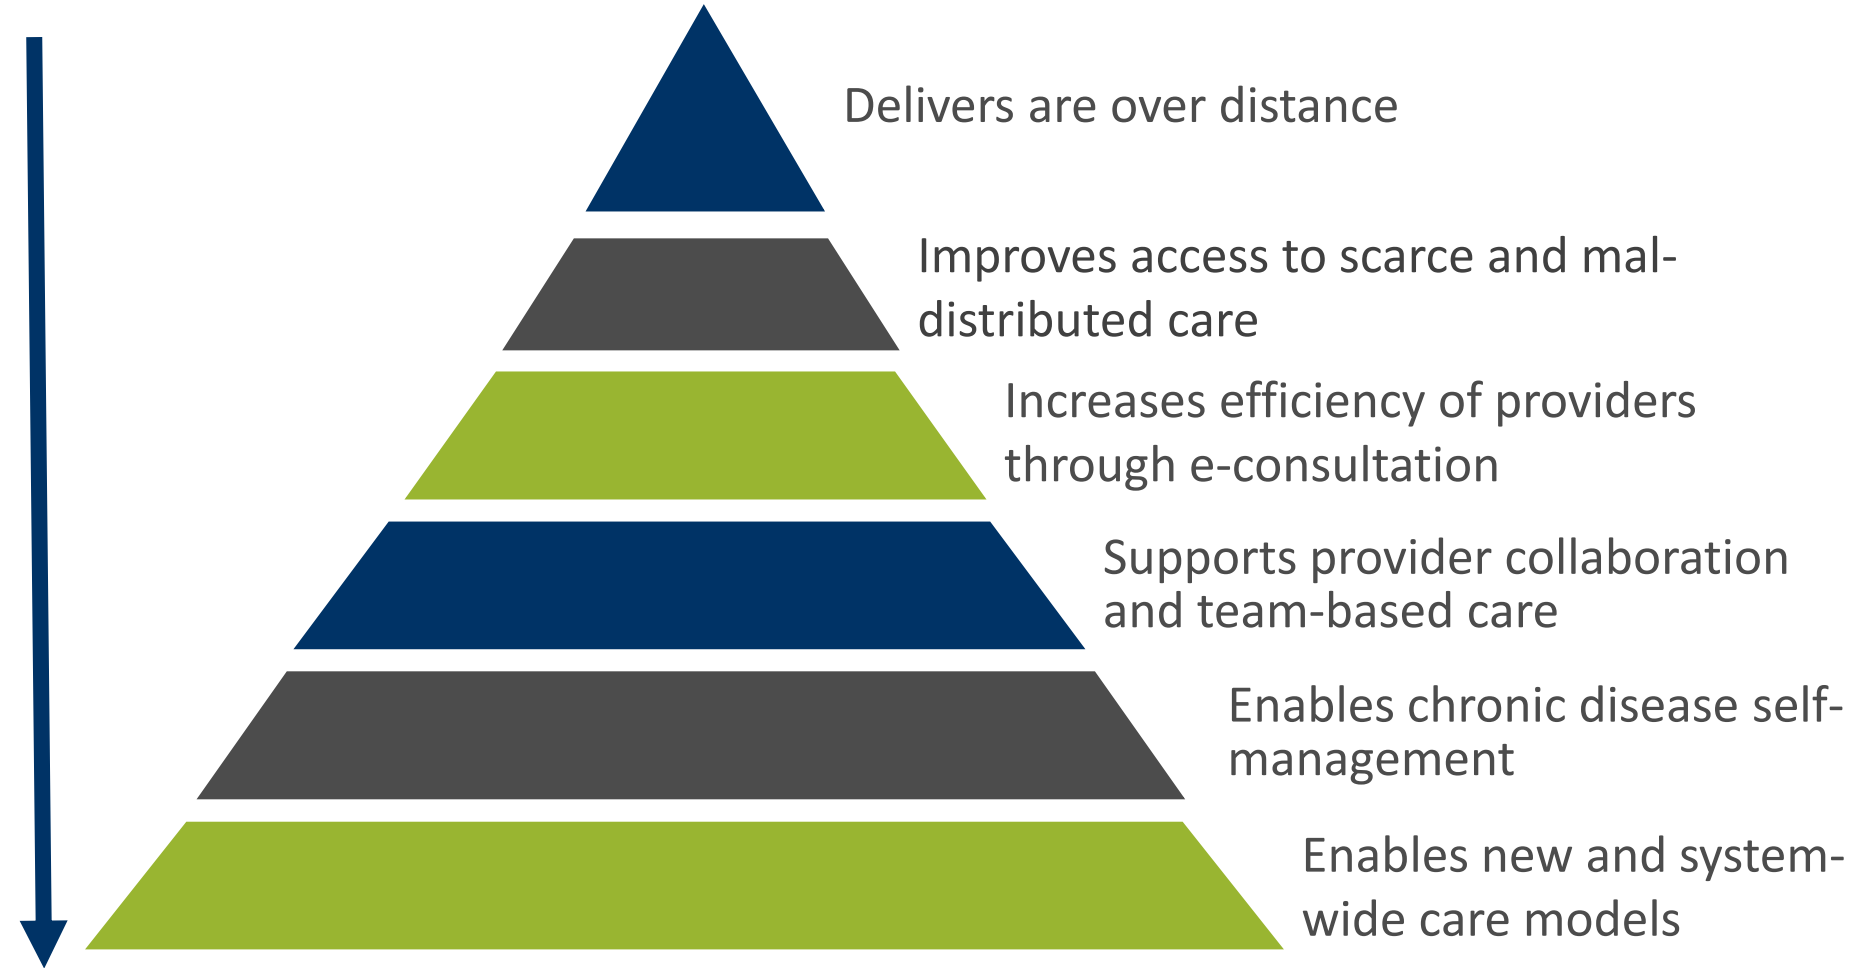 Delivers are over distance
Improves access to scarce and mal-
distributed care
Increases efficiency of providers
through e-consultation
Supports provider collaboration
and team-based care
Enables chronic disease self-
management
Enables new and system-
wide care models